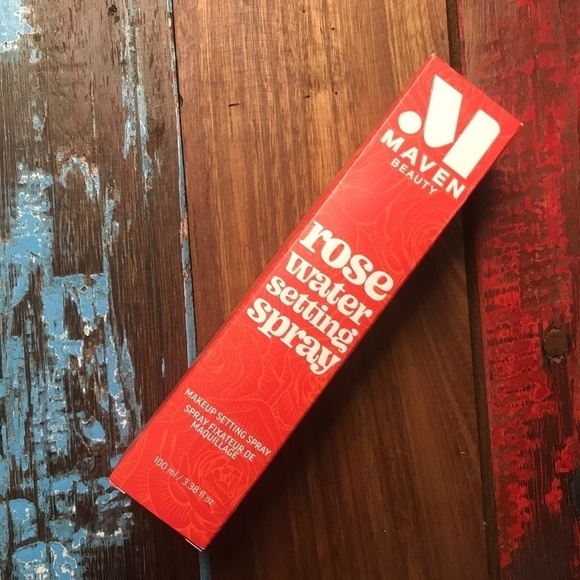 M
MAVEN
BEAUTY
rose
water
setting
spray
MAKEUP SETTING SPRAY
SPRAY FIXATEUR DE
MAQUILLAGE
100 ml / 3.38 fl oz